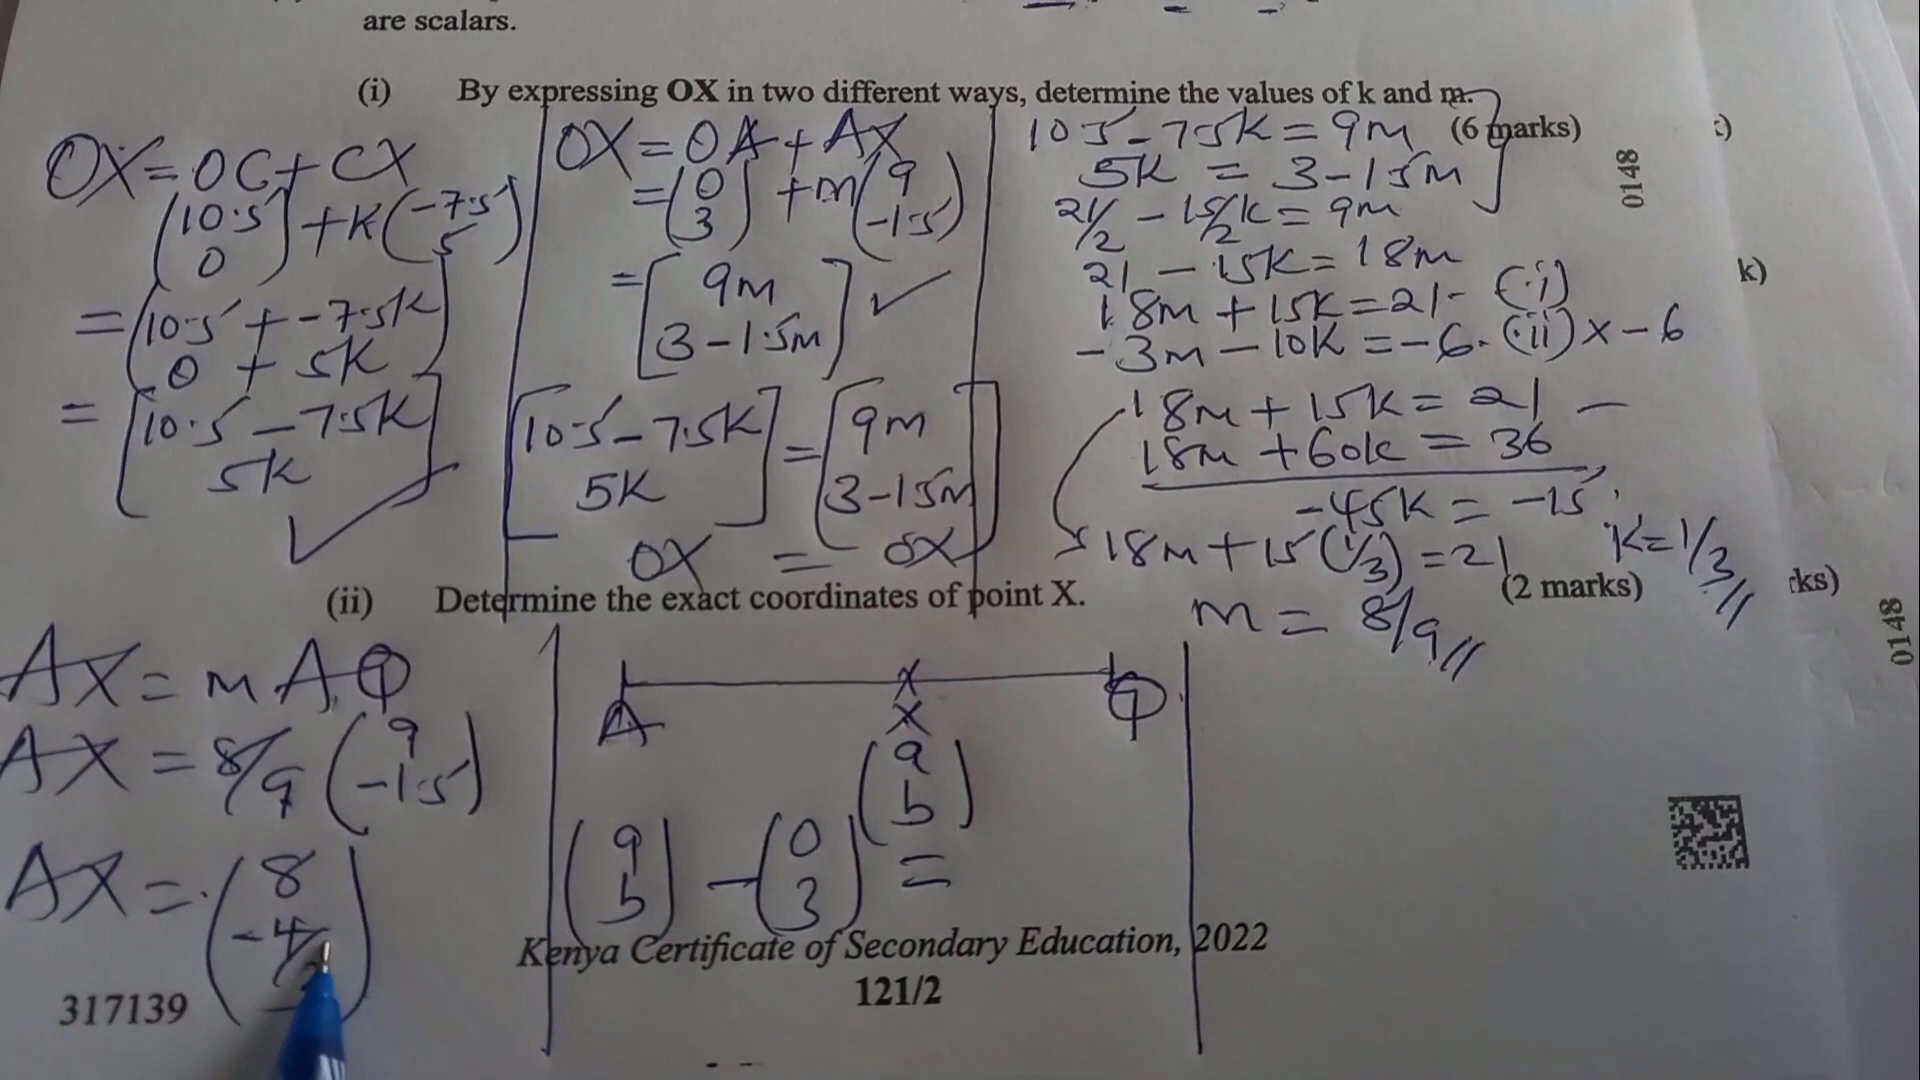 are scalars.
(i) By expressing OX in two different ways, determine the values of k and m.
(6 marks)
OX = OC + CX
(10.5 0) + K(-7.5 5)
= (10.5 + -7.5K
0 + 5K)
= [10.5 - 7.5K
5K]
OX = OA + AX
= (0 3) + m(9 -1.5)
= [9m
3-1.5m]
[10.5 - 7.5K 5K] = [9m 3-1.5m]
OX = OX
10.5 - 7.5K = 9m
5K = 3 - 1.5m
21/2 - 15/2K = 9m
21 - 15K = 18m
18m + 15K = 21 - (i)
-3m - 10K = -6 . (ii) x -6
18m + 15K = 21 -
18m + 60K = 36
-45K = -15
K = 1/3
18m + 15(1/3) = 21
m = 8/9
(ii) Determine the exact coordinates of point X.
(2 marks)
AX = m AQ
AX = 8/9 (9 -1.5)
AX = (8
-4/
A X Q
X
(a b)
(a b) - (0 3) =
Kenya Certificate of Secondary Education, 2022
121/2
317139
0148
k)
rks)
0148